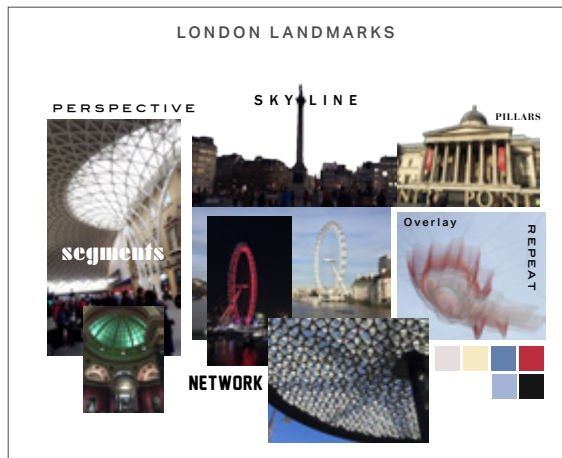 LONDON LANDMARKS
PERSPECTIVE
SKYLINE
PILLARS
segments
Overlay
REPEAT
NETWORK